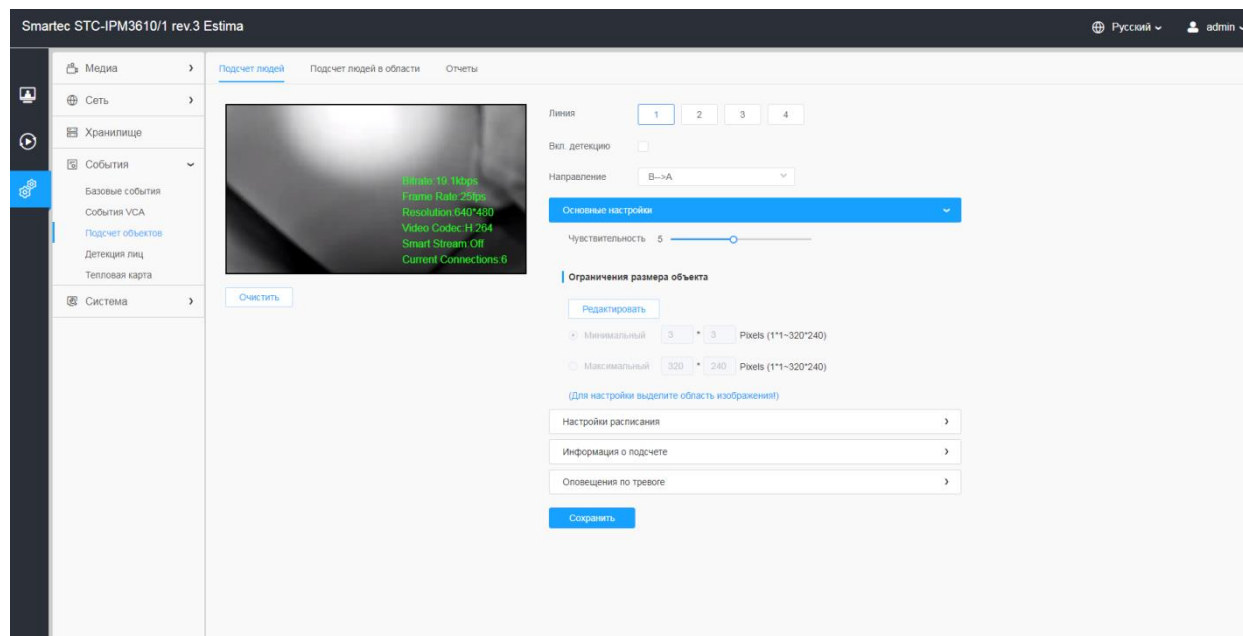 Smartec STC-IPM3610/1 rev.3 Estima
Русский
admin
Медиа
Сеть
Хранилище
События
Базовые события
События VCA
Подсчет объектов
Детекция лиц
Тепловая карта
Система
Подсчет людей
Подсчет людей в области
Отчеты
Bitrate:19.1kbps
Frame Rate:25fps
Resolution:640*480
Video Codec:H.264
Smart Stream:Off
Current Connections:6
Очистить
Линия 1 2 3 4
Вкл. детекцию
Направление B-->A
Основные настройки
Чувствительность 5
Ограничения размера объекта
Редактировать
Минимальный 3 * 3 Pixels (1*1~320*240)
Максимальный 320 * 240 Pixels (1*1~320*240)
(Для настройки выделите область изображения!)
Настройки расписания
Информация о подсчете
Оповещения по тревоге
Сохранить